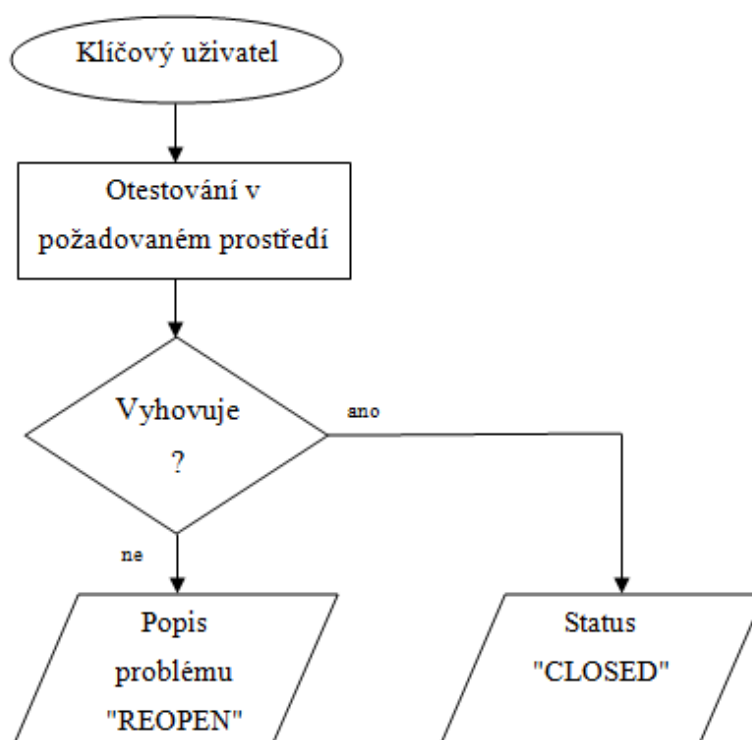 Klíčový uživatel
Otestování v
požadovaném prostředí
Vyhovuje
?
ano
ne
Popis
problému
"REOPEN"
Status
"CLOSED"